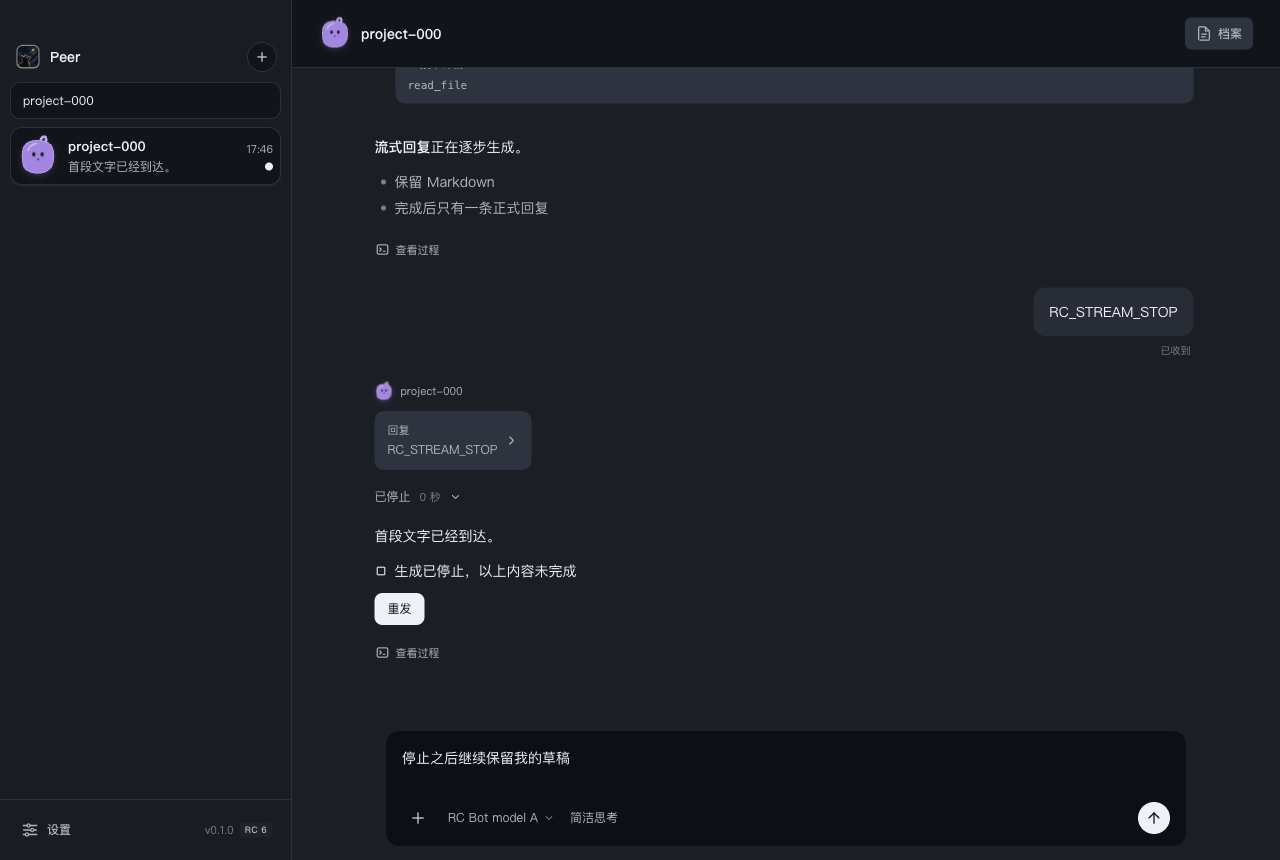 Peer
project-000
project-000
17:46
首段文字已经到达。
设置
v0.1.0
RC 6
project-000
档案
read_file
流式回复正在逐步生成。
保留 Markdown
完成后只有一条正式回复
查看过程
RC_STREAM_STOP
已收到
project-000
回复
RC_STREAM_STOP
已停止 0 秒
首段文字已经到达。
生成已停止，以上内容未完成
重发
查看过程
停止之后继续保留我的草稿
RC Bot model A
简洁思考